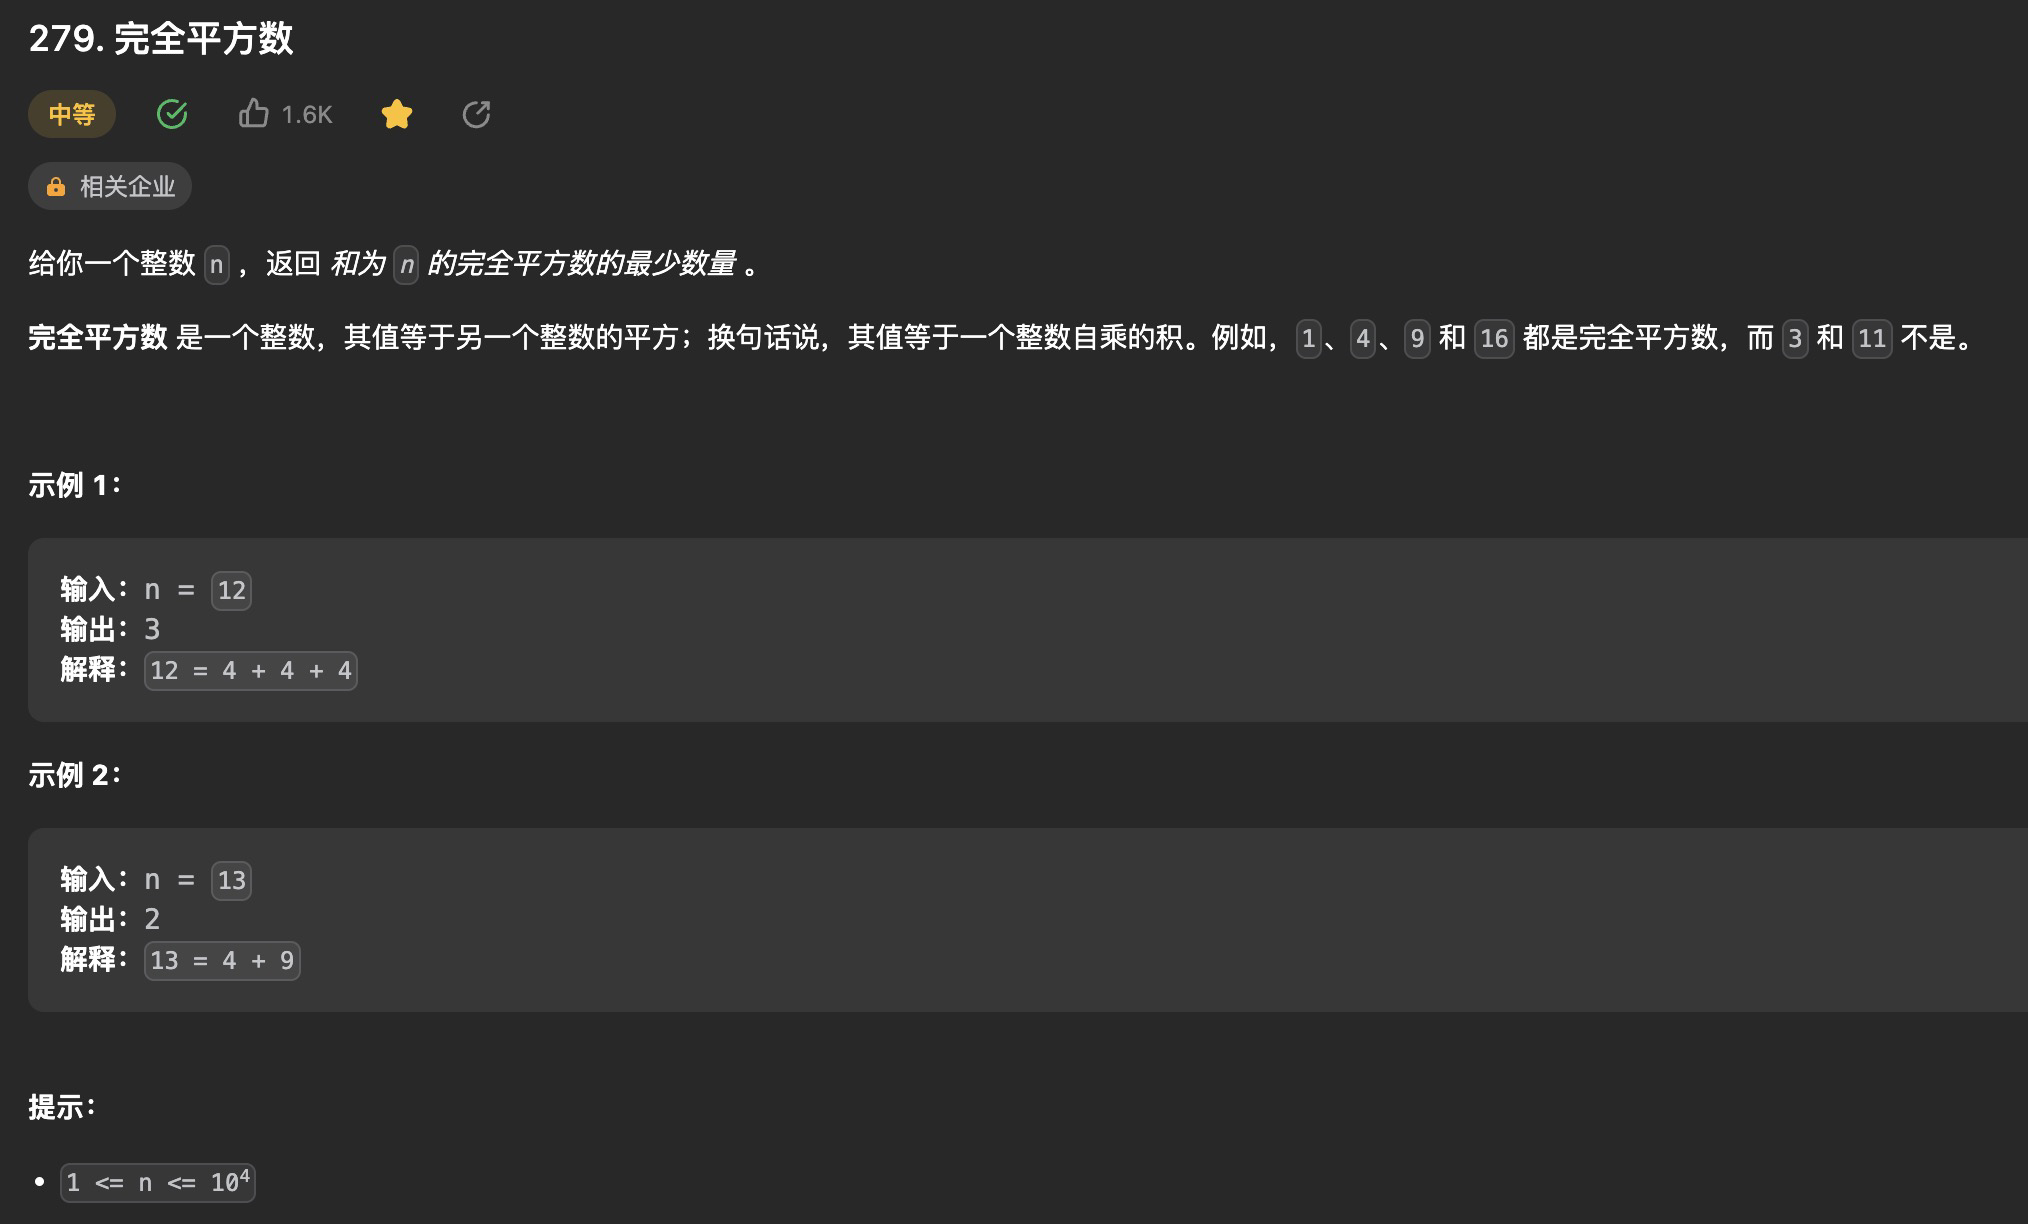 279. 完全平方数
中等 1.6K
相关企业
给你一个整数 n ，返回 和为 n 的完全平方数的最少数量 。
完全平方数 是一个整数，其值等于另一个整数的平方；换句话说，其值等于一个整数自乘的积。例如，1、4、9 和 16 都是完全平方数，而 3 和 11 不是。
示例 1：
输入：n = 12
输出：3
解释：12 = 4 + 4 + 4
示例 2：
输入：n = 13
输出：2
解释：13 = 4 + 9
提示：
• 1 <= n <= 10⁴